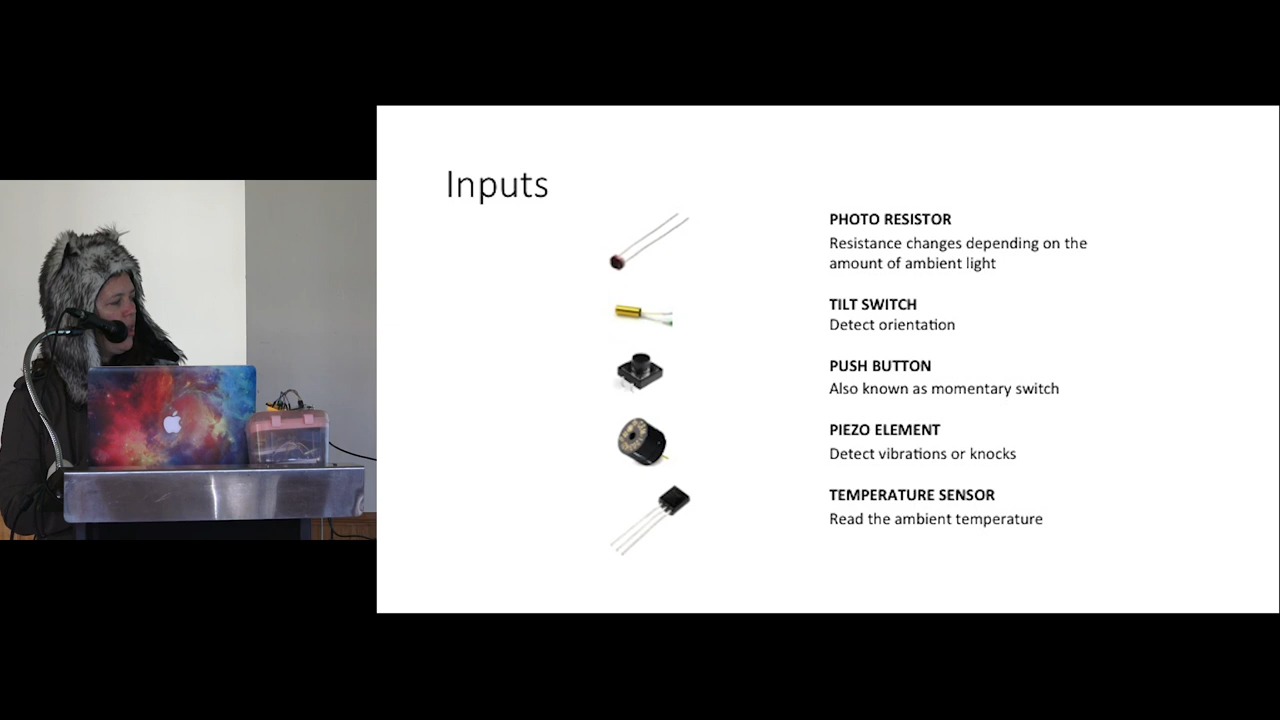 Inputs
PHOTO RESISTOR
Resistance changes depending on the
amount of ambient light
TILT SWITCH
Detect orientation
PUSH BUTTON
Also known as momentary switch
PIEZO ELEMENT
Detect vibrations or knocks
TEMPERATURE SENSOR
Read the ambient temperature